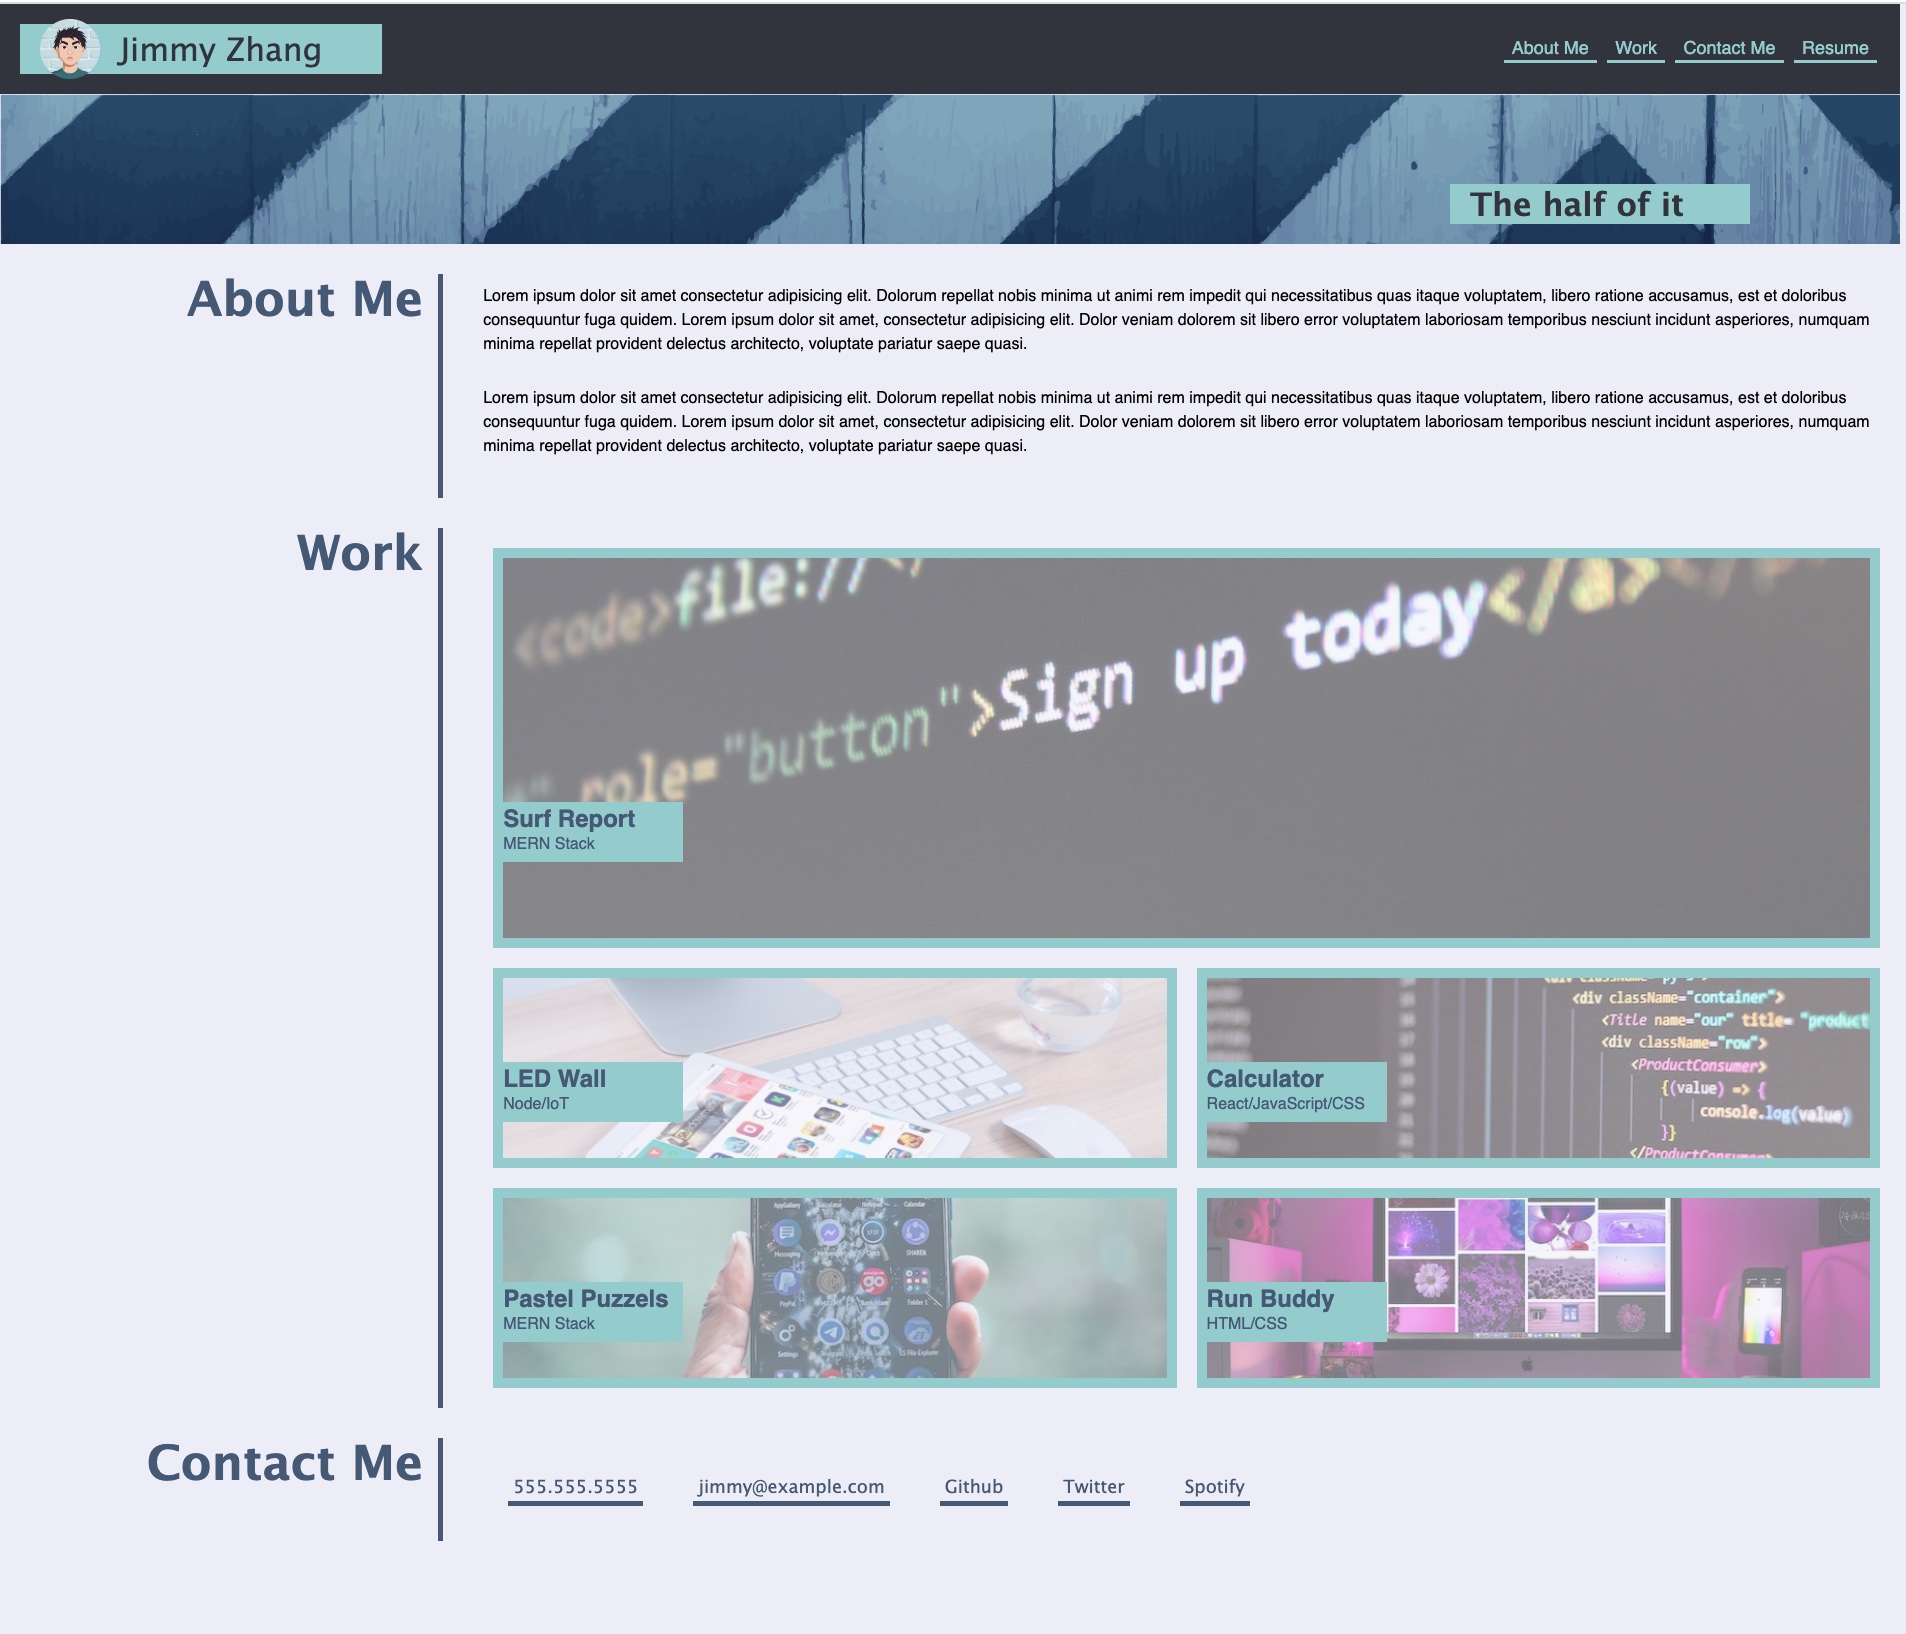 Jimmy Zhang
About Me Work Contact Me Resume
The half of it
About Me
Lorem ipsum dolor sit amet consectetur adipisicing elit. Dolorum repellat nobis minima ut animi rem impedit qui necessitatibus quas itaque voluptatem, libero ratione accusamus, est et doloribus
consequuntur fuga quidem. Lorem ipsum dolor sit amet, consectetur adipisicing elit. Dolor veniam dolorem sit libero error voluptatem laboriosam temporibus nesciunt incidunt asperiores, numquam
minima repellat provident delectus architecto, voluptate pariatur saepe quasi.
Lorem ipsum dolor sit amet consectetur adipisicing elit. Dolorum repellat nobis minima ut animi rem impedit qui necessitatibus quas itaque voluptatem, libero ratione accusamus, est et doloribus
consequuntur fuga quidem. Lorem ipsum dolor sit amet, consectetur adipisicing elit. Dolor veniam dolorem sit libero error voluptatem laboriosam temporibus nesciunt incidunt asperiores, numquam
minima repellat provident delectus architecto, voluptate pariatur saepe quasi.
Work
<code>file://
role="button">Sign up today</a>
Surf Report
MERN Stack
LED Wall
Node/IoT
<div className="container">
<Title name="our" title= "product
<div className="row">
<ProductConsumer>
{(value) => {
console.log(value)
}}
</ProductConsumer>
Calculator
React/JavaScript/CSS
AppGallery Calculator Calendar
Messaging SHAREit
PayPal Folder 1
Settings
Pastel Puzzels
MERN Stack
Run Buddy
HTML/CSS
Contact Me
555.555.5555 jimmy@example.com Github Twitter Spotify